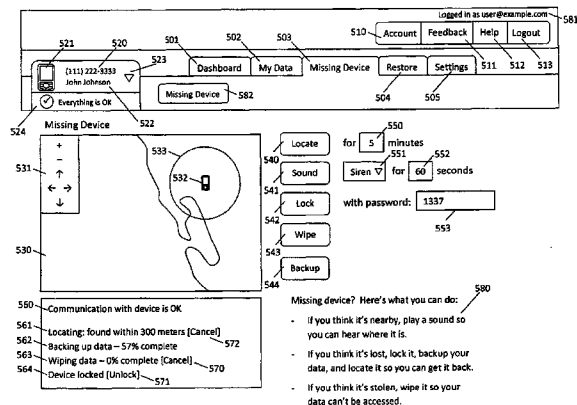 Logged in as user@example.com 581
510 Account Feedback Help Logout
511 512 513
521 520 523 501 502 503
(111) 222-3333
John Johnson
Everything is OK
524 522
Dashboard My Data Missing Device Restore Settings
504 505
Missing Device 582
Missing Device
531 533 532 530
+
-
↑
← →
↓
540 Locate for 5 minutes 550
541 Sound Siren ▽ for 60 seconds 551 552
542 Lock with password: 1337 553
543 Wipe
544 Backup
560 Communication with device is OK
561 Locating: found within 300 meters [Cancel] 572
562 Backing up data – 57% complete
563 Wiping data – 0% complete [Cancel] 570
564 Device locked [Unlock] 571
Missing device? Here's what you can do: 580
- If you think it's nearby, play a sound so
you can hear where it is.
- If you think it's lost, lock it, backup your
data, and locate it so you can get it back.
- If you think it's stolen, wipe it so your
data can't be accessed.